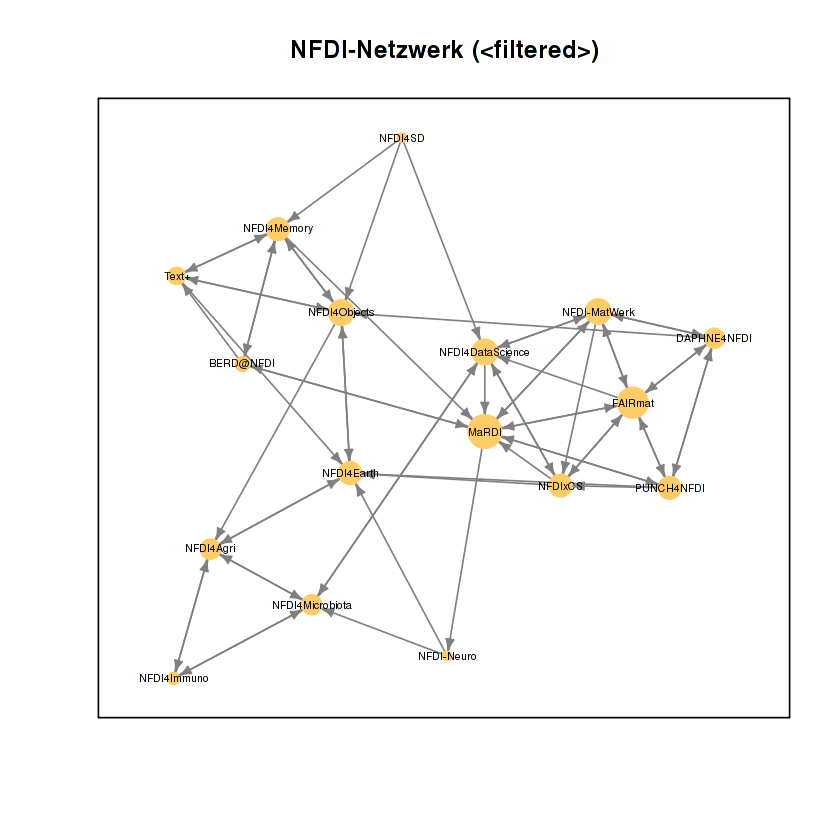 NFDI-Netzwerk (<filtered>)
NFDI4SD
NFDI4Memory
Text+
NFDI4Objects
NFDI-MatWerk
DAPHNE4NFDI
NFDI4DataScience
BERD@NFDI
FAIRmat
MaRDI
NFDI4Earth
NFDIxCS
PUNCH4NFDI
NFDI4Agri
NFDI4Microbiota
NFDI-Neuro
NFDI4Immuno